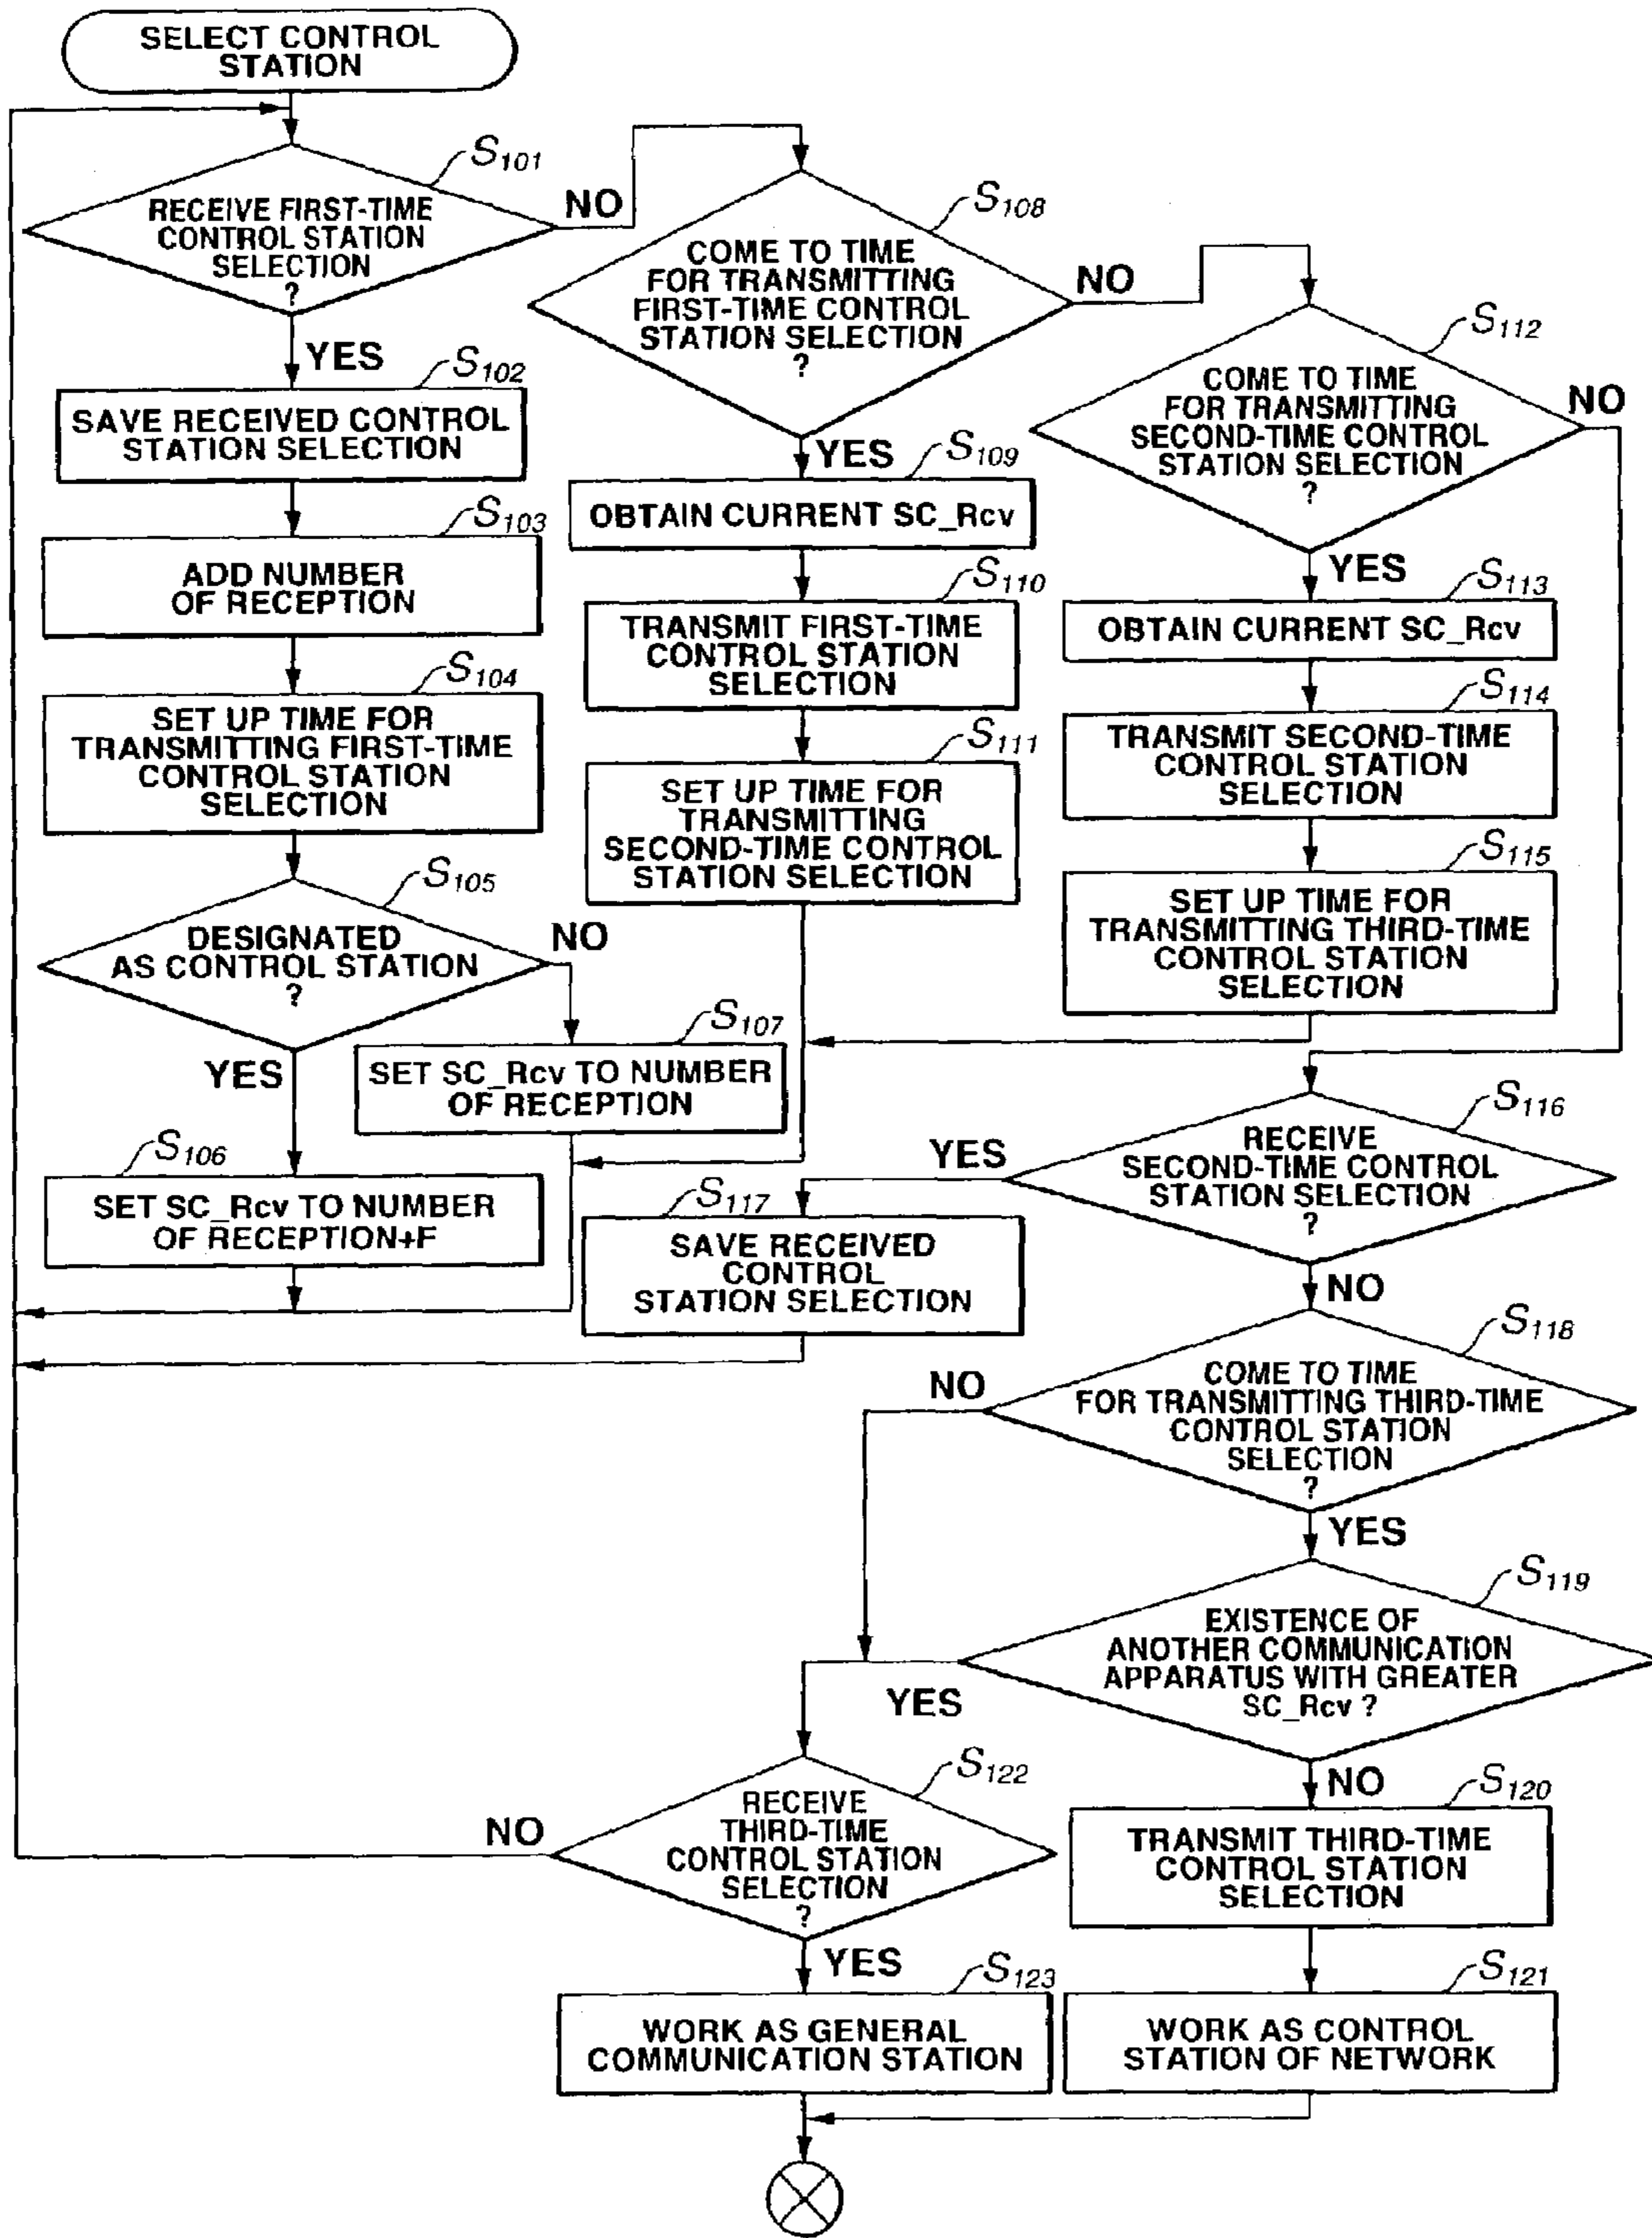 SELECT CONTROL
STATION
S101
RECEIVE FIRST-TIME
CONTROL STATION
SELECTION
?
NO
YES
S102
SAVE RECEIVED CONTROL
STATION SELECTION
S103
ADD NUMBER
OF RECEPTION
S104
SET UP TIME FOR
TRANSMITTING FIRST-TIME
CONTROL STATION
SELECTION
S105
DESIGNATED
AS CONTROL STATION
?
NO
YES
S106
SET SC_Rcv TO NUMBER
OF RECEPTION+F
S107
SET SC_Rcv TO NUMBER
OF RECEPTION
S108
COME TO TIME
FOR TRANSMITTING
FIRST-TIME CONTROL
STATION SELECTION
?
NO
YES
S109
OBTAIN CURRENT SC_Rcv
S110
TRANSMIT FIRST-TIME
CONTROL STATION
SELECTION
S111
SET UP TIME FOR
TRANSMITTING
SECOND-TIME CONTROL
STATION SELECTION
S112
COME TO TIME
FOR TRANSMITTING
SECOND-TIME CONTROL
STATION SELECTION
?
NO
YES
S113
OBTAIN CURRENT SC_Rcv
S114
TRANSMIT SECOND-TIME
CONTROL STATION
SELECTION
S115
SET UP TIME FOR
TRANSMITTING THIRD-TIME
CONTROL STATION
SELECTION
S116
RECEIVE
SECOND-TIME CONTROL
STATION SELECTION
?
YES
NO
S117
SAVE RECEIVED
CONTROL
STATION SELECTION
S118
COME TO TIME
FOR TRANSMITTING THIRD-TIME
CONTROL STATION
SELECTION
?
NO
YES
S119
EXISTENCE OF
ANOTHER COMMUNICATION
APPARATUS WITH GREATER
SC_Rcv ?
YES
NO
S120
TRANSMIT THIRD-TIME
CONTROL STATION
SELECTION
S121
WORK AS CONTROL
STATION OF NETWORK
S122
RECEIVE
THIRD-TIME
CONTROL STATION
SELECTION
?
NO
YES
S123
WORK AS GENERAL
COMMUNICATION STATION